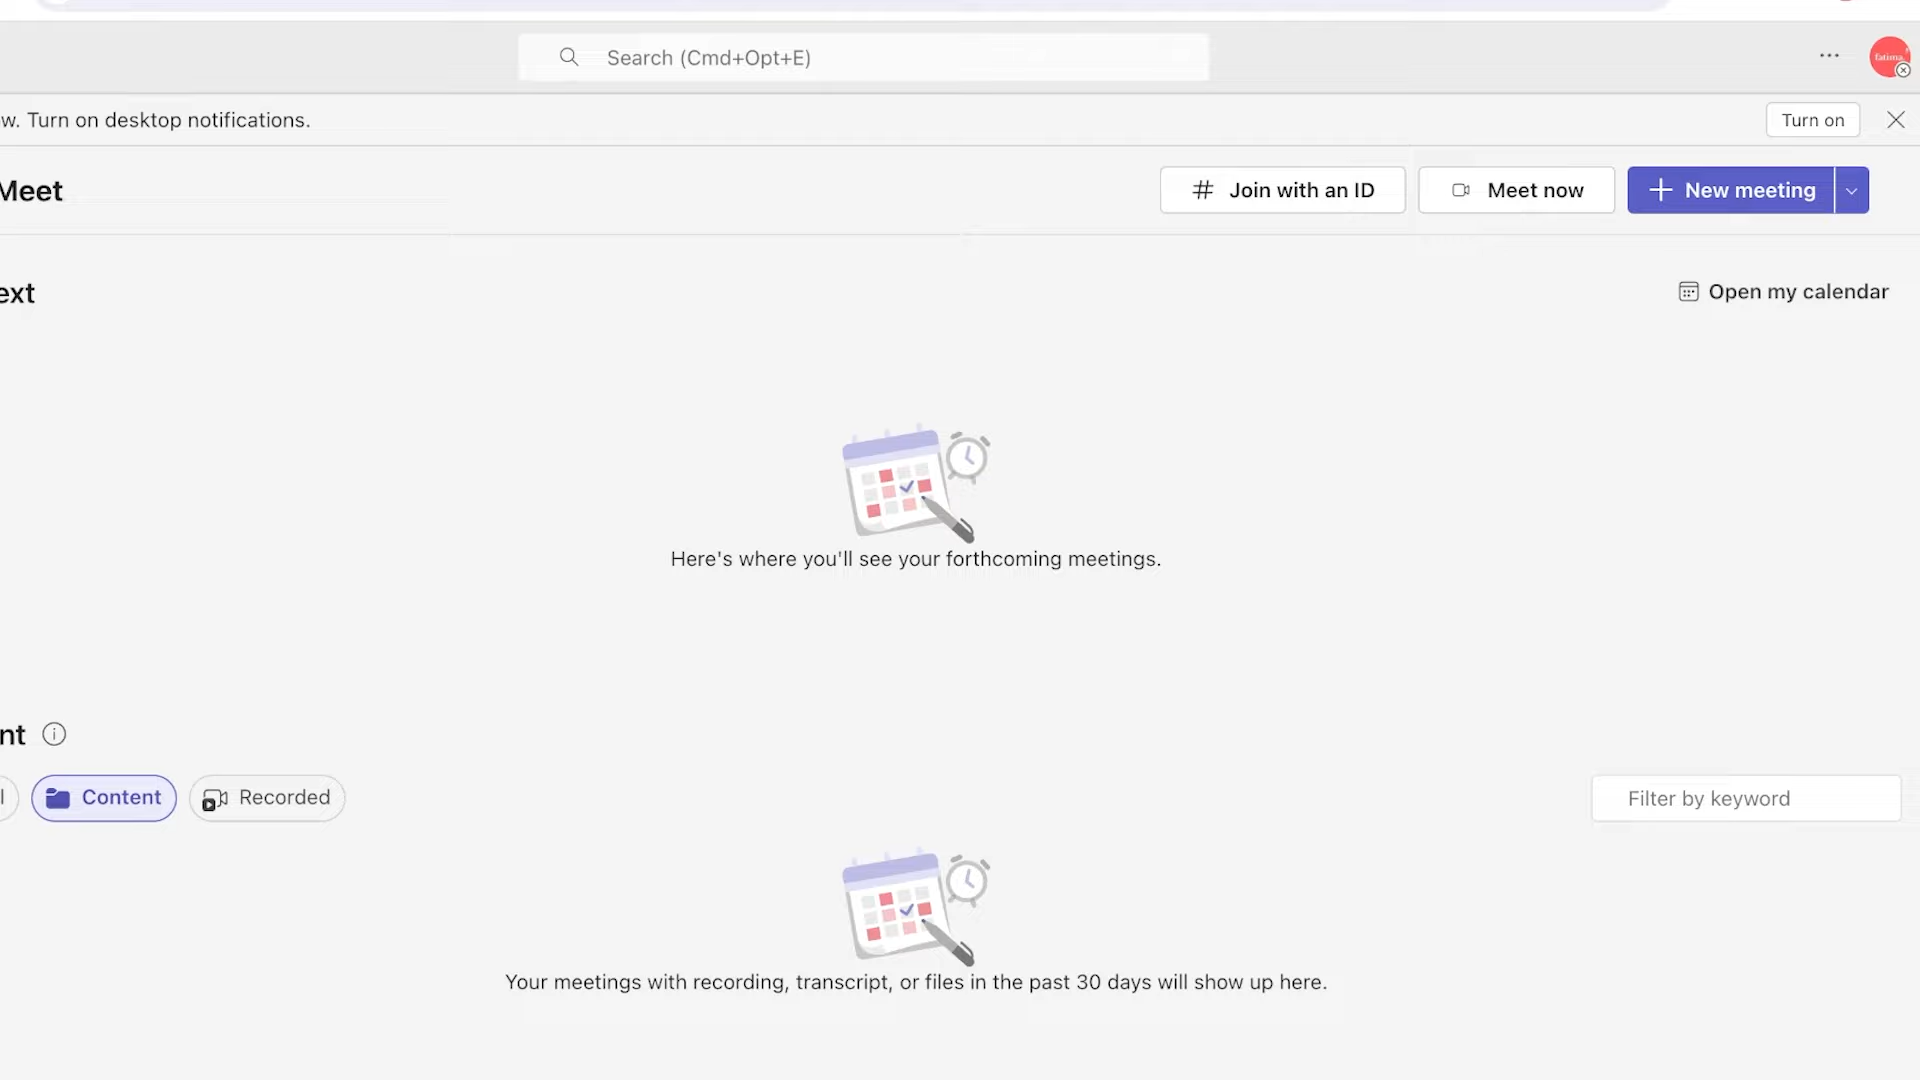 Search (Cmd+Opt+E)
fatima
w. Turn on desktop notifications.
Turn on
Meet
Join with an ID
Meet now
New meeting
ext
Open my calendar
Here's where you'll see your forthcoming meetings.
nt
l
Content
Recorded
Filter by keyword
Your meetings with recording, transcript, or files in the past 30 days will show up here.